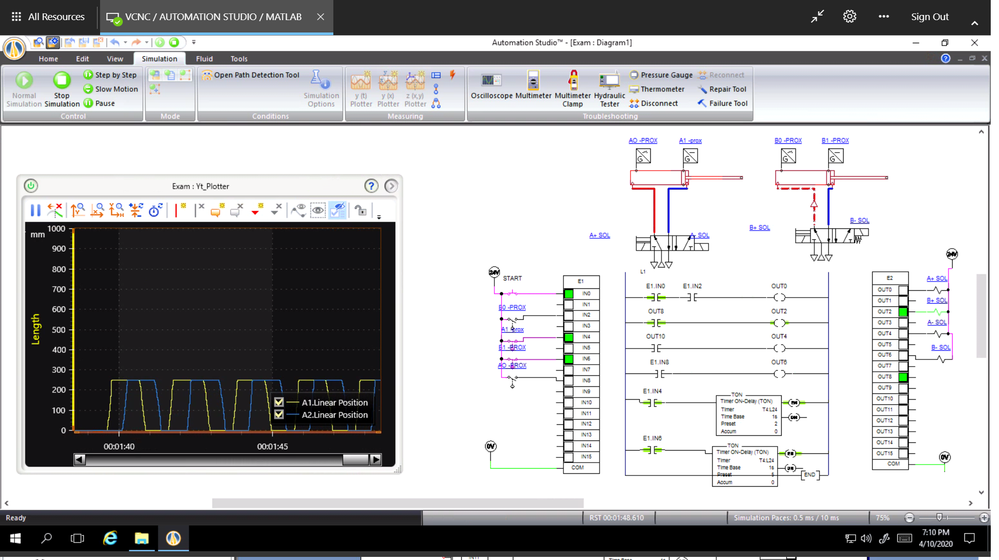 All Resources
VCNC / AUTOMATION STUDIO / MATLAB
Sign Out
Automation Studio™ - [Exam : Diagram1]
Home Edit View Simulation Fluid Tools
Normal Simulation
Stop Simulation
Step by Step
Slow Motion
Pause
Control
Mode
Open Path Detection Tool
Simulation Options
Conditions
y (t) Plotter
y (x) Plotter
z (x,y) Plotter
Measuring
Oscilloscope
Multimeter
Multimeter Clamp
Hydraulic Tester
Pressure Gauge
Thermometer
Disconnect
Reconnect
Repair Tool
Failure Tool
Troubleshooting
Exam : Yt_Plotter
mm
1000
900
800
700
600
500
400
300
200
100
0
Length
A1.Linear Position
A2.Linear Position
00:01:40
00:01:45
AO -PROX
A1 -prox
B0 -PROX
B1 -PROX
G
G
G
G
A+ SOL
A- SOL
B+ SOL
B- SOL
24V
START
B0 -PROX
A1 -prox
B1 -PROX
AO -PROX
0V
E1
IN0
IN1
IN2
IN3
IN4
IN5
IN6
IN7
IN8
IN9
IN10
IN11
IN12
IN13
IN14
IN15
COM
L1
E1.IN0
E1.IN2
OUT0
OUT8
OUT2
OUT10
OUT4
E1.IN8
OUT6
E1.IN4
TON
Timer ON-Delay (TON)
Timer T4:L24
Time Base 1s
Preset 2
Accum 0
EN
DN
E1.IN6
TON
Timer ON-Delay (TON)
Timer T4:L24
Time Base 1s
Preset 5
Accum 0
EN
DN
END
24V
E2
OUT0
OUT1
OUT2
OUT3
OUT4
OUT5
OUT6
OUT7
OUT8
OUT9
OUT10
OUT11
OUT12
OUT13
OUT14
OUT15
COM
A+ SOL
B+ SOL
A- SOL
B- SOL
0V
Ready
RST 00:01:48.610
Simulation Paces: 0.5 ms / 10 ms
75%
7:10 PM
4/10/2020